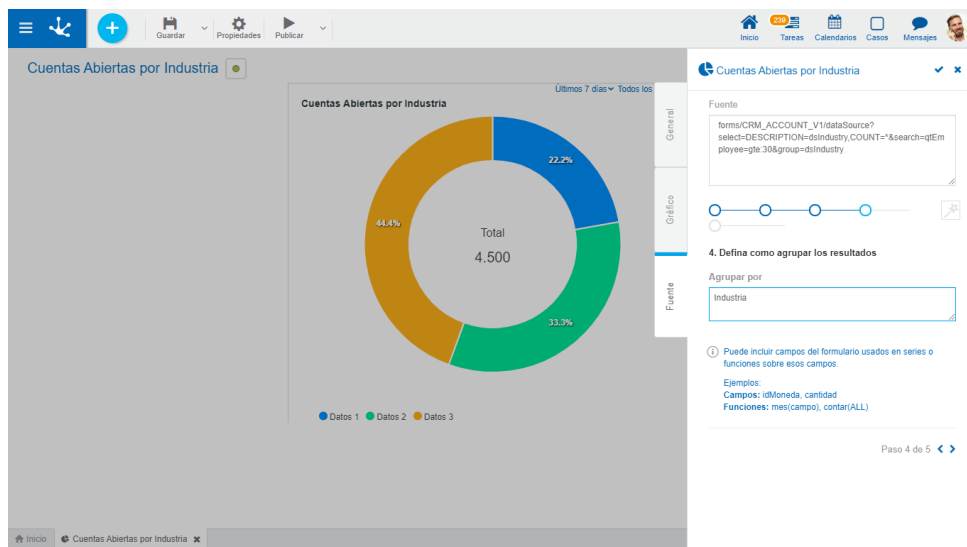 Guardar
Propiedades
Publicar
Inicio
239
Tareas
Calendarios
Casos
Mensajes
Cuentas Abiertas por Industria
Últimos 7 días
Todos los
Cuentas Abiertas por Industria
22.2%
44.4%
33.3%
Total
4.500
Datos 1
Datos 2
Datos 3
General
Gráfico
Fuente
Cuentas Abiertas por Industria
Fuente
forms/CRM_ACCOUNT_V1/dataSource?
select=DESCRIPTION=dsIndustry,COUNT=*&search=qtEm
ployee=gte:30&group=dsIndustry
4. Defina como agrupar los resultados
Agrupar por
Industria
Puede incluir campos del formulario usados en series o
funciones sobre esos campos.
Ejemplos:
Campos: idMoneda, cantidad
Funciones: mes(campo), contar(ALL)
Paso 4 de 5
Inicio
Cuentas Abiertas por Industria